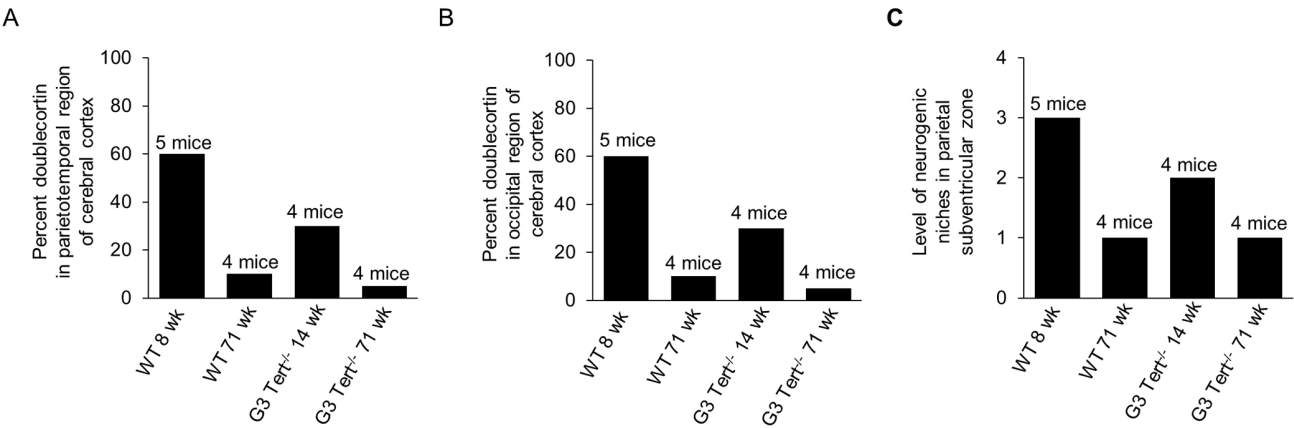 A
Percent doublecortin
in parietotemporal region
of cerebral cortex
100
80
60
40
20
0
5 mice
4 mice
4 mice
4 mice
WT 8 wk
WT 71 wk
G3 Tert-/- 14 wk
G3 Tert-/- 71 wk
B
Percent doublecortin
in occipital region of
cerebral cortex
100
80
60
40
20
0
5 mice
4 mice
4 mice
4 mice
WT 8 wk
WT 71 wk
G3 Tert-/- 14 wk
G3 Tert-/- 71 wk
C
Level of neurogenic
niches in parietal
subventricular zone
4
3
2
1
0
5 mice
4 mice
4 mice
4 mice
WT 8 wk
WT 71 wk
G3 Tert-/- 14 wk
G3 Tert-/- 71 wk